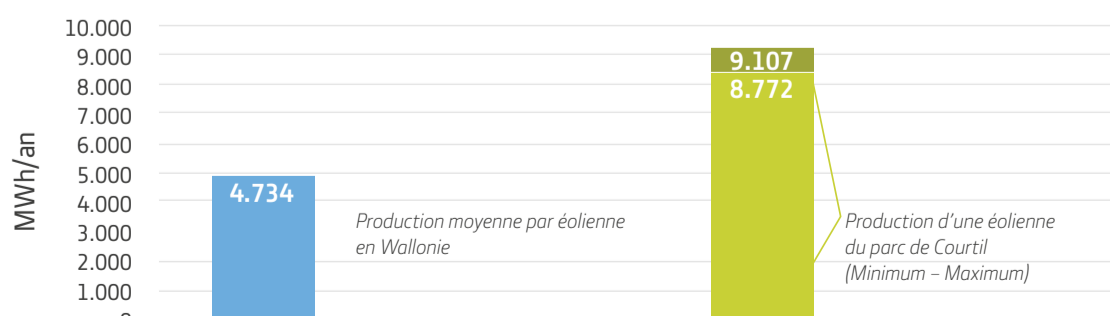 10.000
9.000
8.000
7.000
6.000
5.000
4.000
3.000
2.000
1.000
0
MWh/an
4.734
Production moyenne par éolienne
en Wallonie
9.107
8.772
Production d’une éolienne
du parc de Courtil
(Minimum – Maximum)